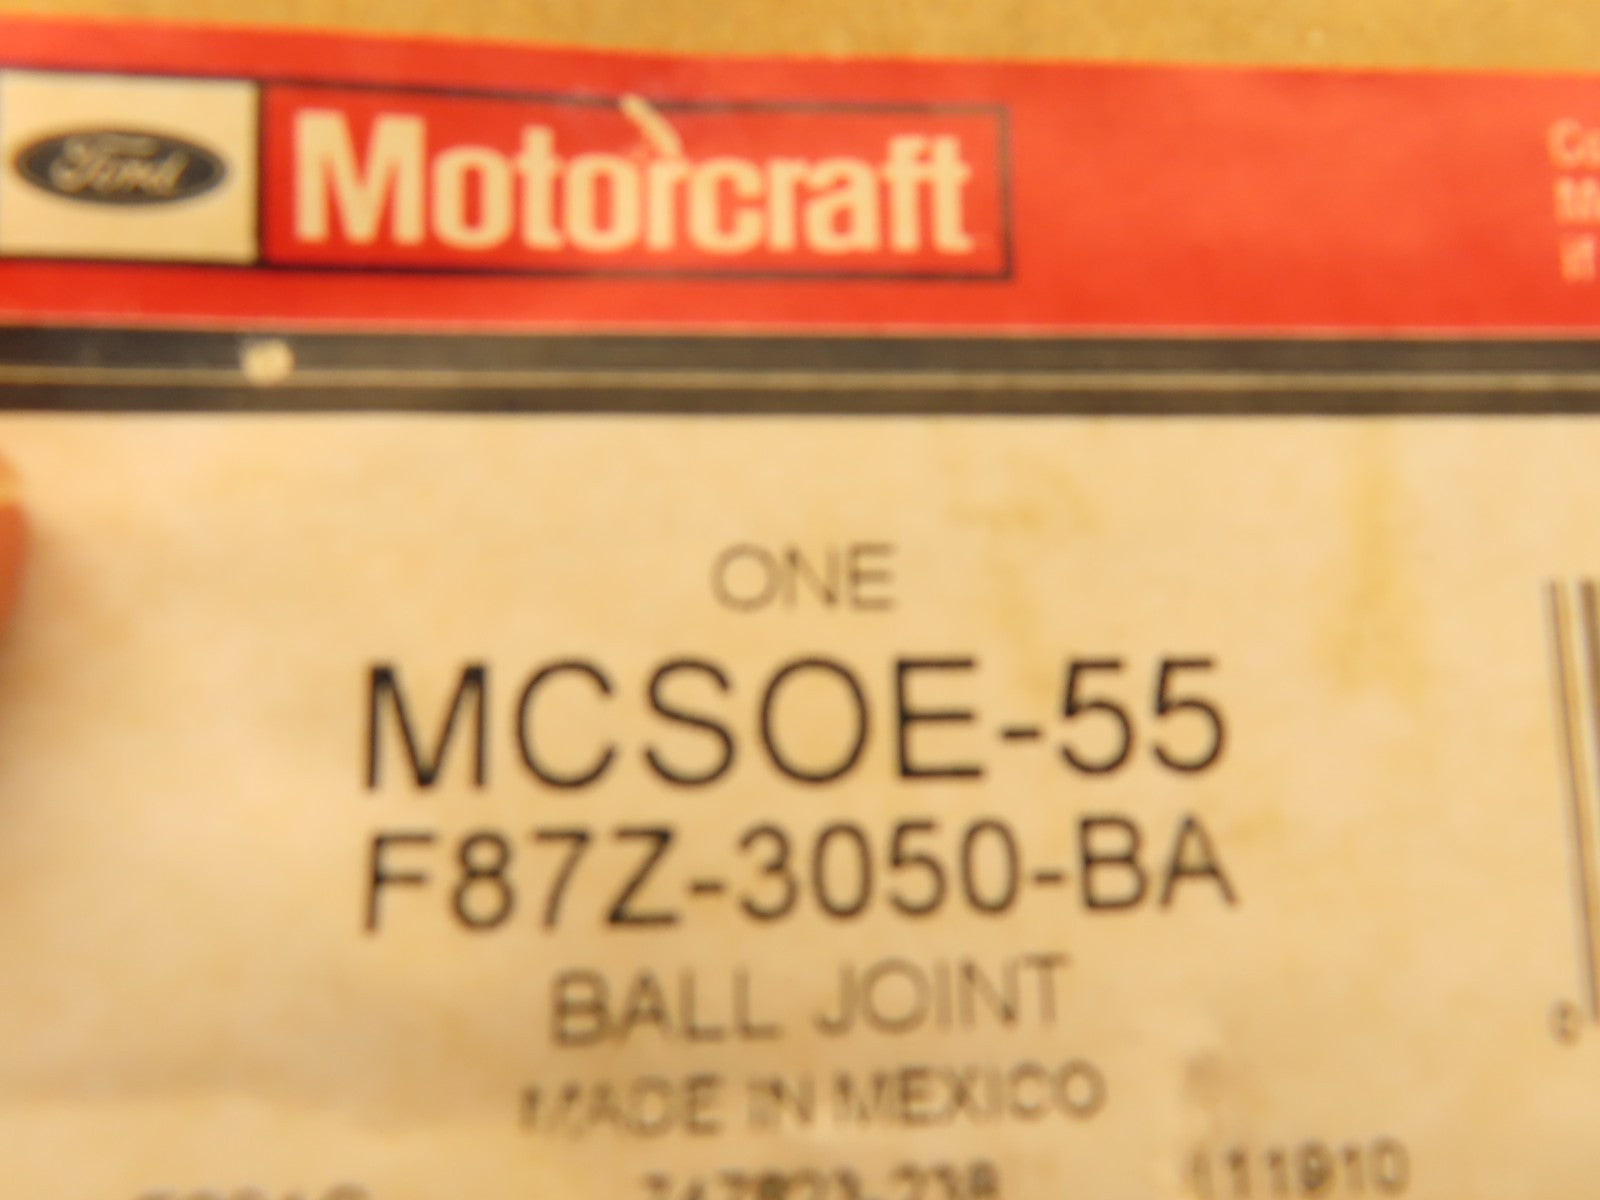 Ford Motorcraft
ONE
MCSOE-55
F87Z-3050-BA
BALL JOINT
MADE IN MEXICO